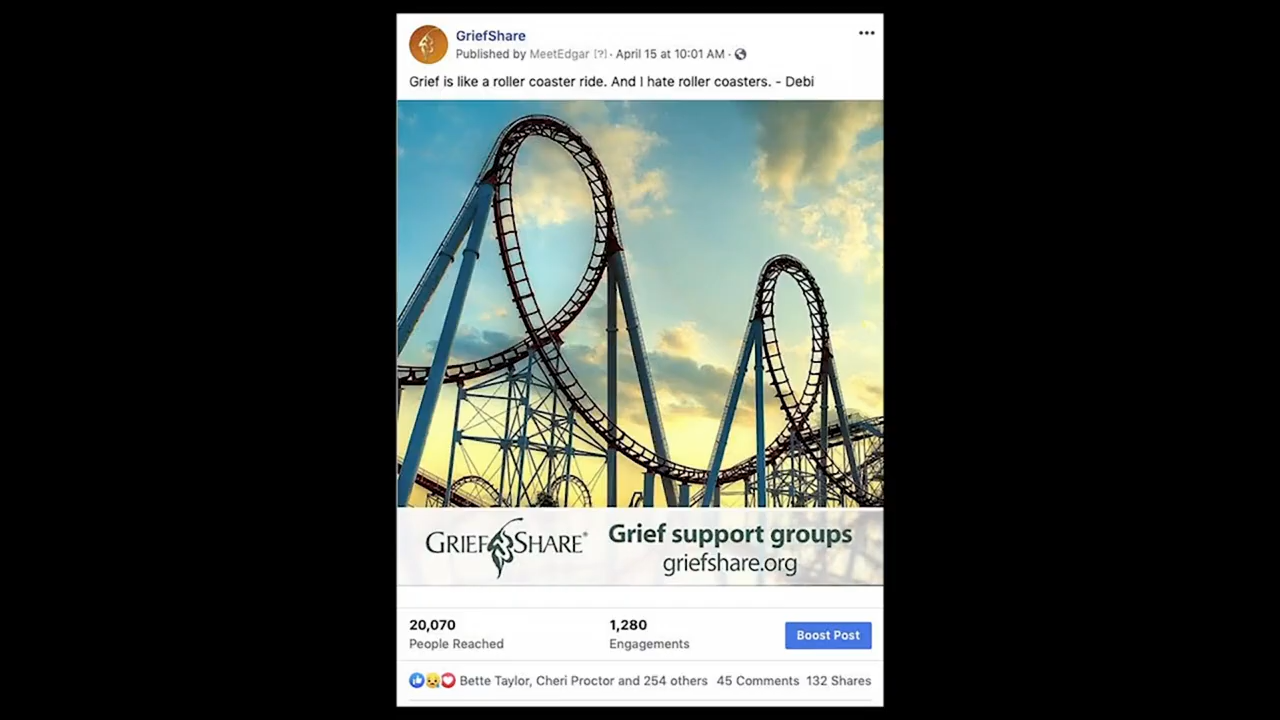 GriefShare
Published by MeetEdgar [?] · April 15 at 10:01 AM ·
Grief is like a roller coaster ride. And I hate roller coasters. - Debi
GRIEF SHARE®
Grief support groups
griefshare.org
20,070
People Reached
1,280
Engagements
Boost Post
Bette Taylor, Cheri Proctor and 254 others 45 Comments 132 Shares